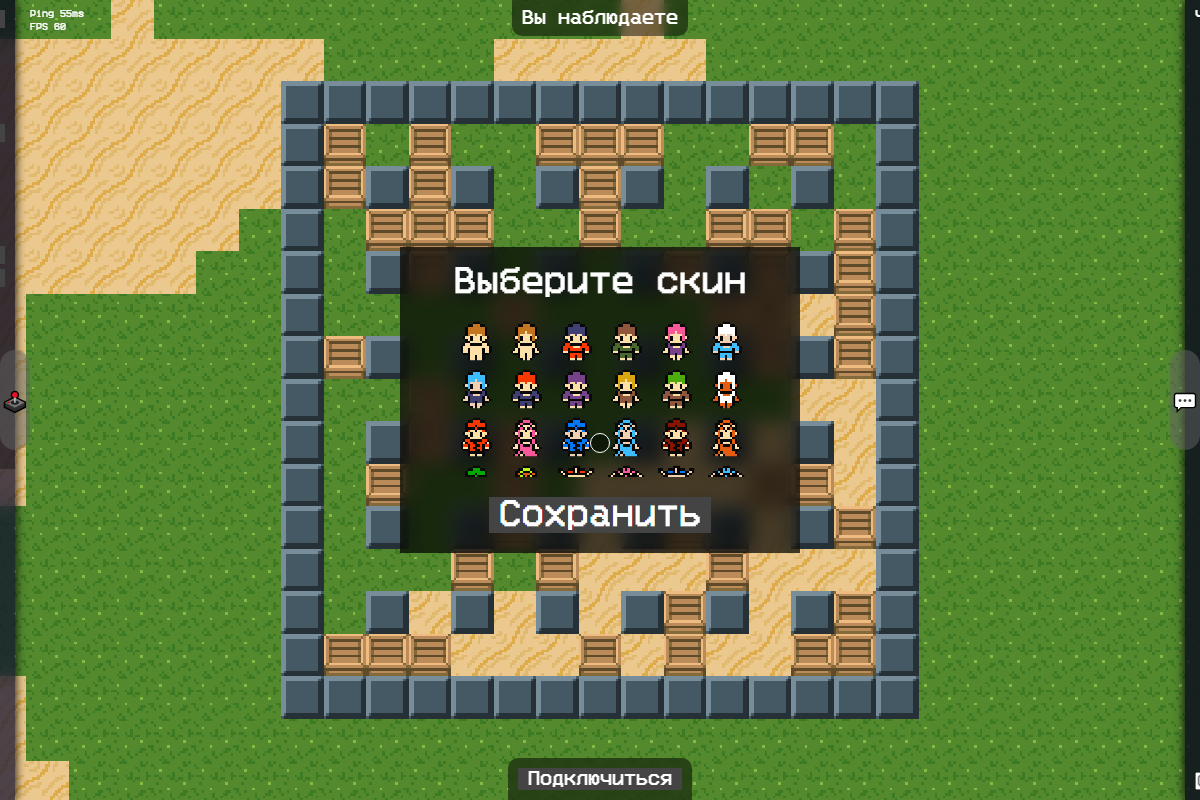 Ping 55ms
FPS 60
Вы наблюдаете
Выберите скин
Сохранить
Подключиться